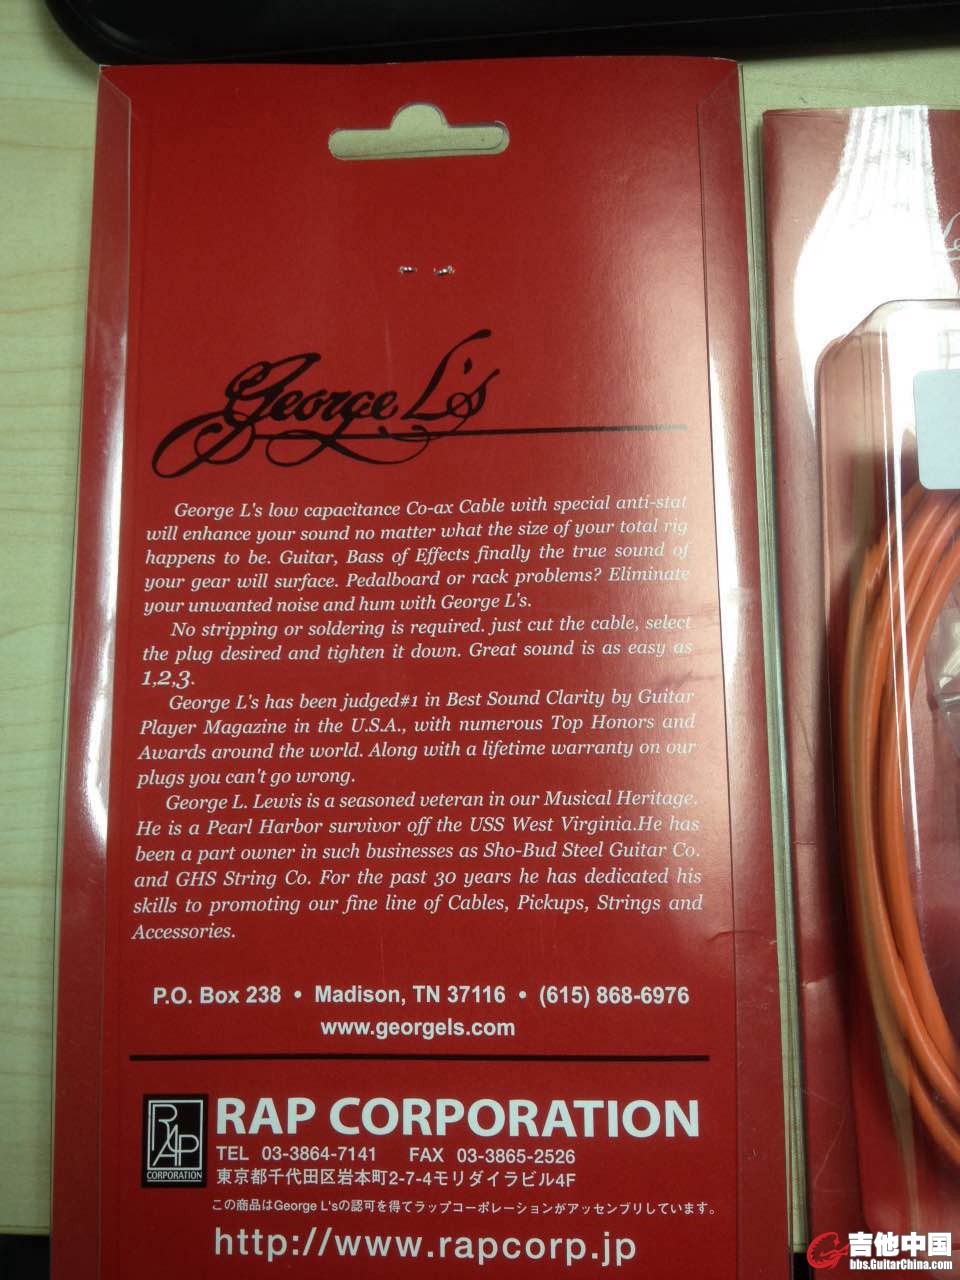 George L's
George L's low capacitance Co-ax Cable with special anti-stat
will enhance your sound no matter what the size of your total rig
happens to be. Guitar, Bass of Effects finally the true sound of
your gear will surface. Pedalboard or rack problems? Eliminate
your unwanted noise and hum with George L's.
No stripping or soldering is required. just cut the cable, select
the plug desired and tighten it down. Great sound is as easy as
1,2,3.
George L's has been judged#1 in Best Sound Clarity by Guitar
Player Magazine in the U.S.A., with numerous Top Honors and
Awards around the world. Along with a lifetime warranty on our
plugs you can't go wrong.
George L. Lewis is a seasoned veteran in our Musical Heritage.
He is a Pearl Harbor survivor off the USS West Virginia.He has
been a part owner in such businesses as Sho-Bud Steel Guitar Co.
and GHS String Co. For the past 30 years he has dedicated his
skills to promoting our fine line of Cables, Pickups, Strings and
Accessories.
P.O. Box 238 • Madison, TN 37116 • (615) 868-6976
www.georgels.com
RAP
CORPORATION
RAP CORPORATION
TEL 03-3864-7141 FAX 03-3865-2526
東京都千代田区岩本町2-7-4モリダイラビル4F
この商品はGeorge L'sの認可を得てラップコーポレーションがアッセンブリしています。
http://www.rapcorp.jp
吉他中国
bbs.GuitarChina.com